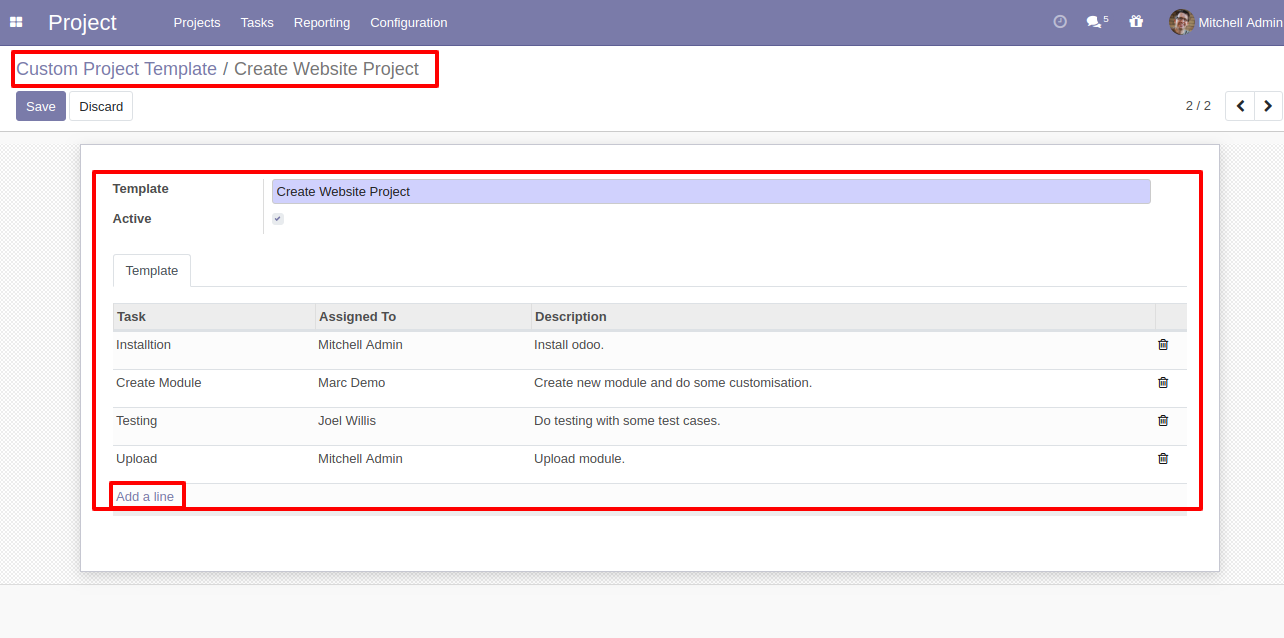 Project Projects Tasks Reporting Configuration 5 Mitchell Admin
Custom Project Template / Create Website Project
Save Discard 2 / 2
Template Create Website Project
Active
Template
Task Assigned To Description
Installtion Mitchell Admin Install odoo.
Create Module Marc Demo Create new module and do some customisation.
Testing Joel Willis Do testing with some test cases.
Upload Mitchell Admin Upload module.
Add a line